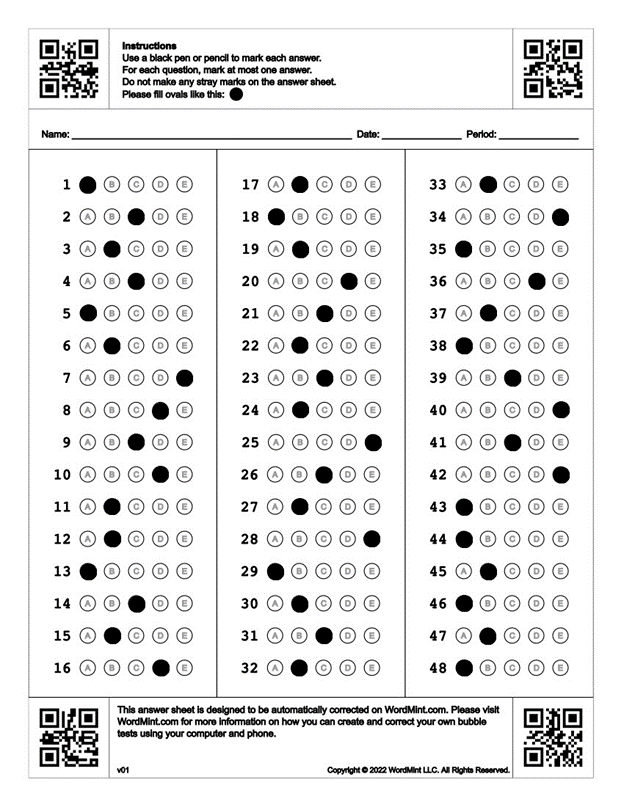 Instructions
Use a black pen or pencil to mark each answer.
For each question, mark at most one answer.
Do not make any stray marks on the answer sheet.
Please fill ovals like this:
Name: Date: Period:
1 B C D E
2 A B D E
3 A C D E
4 A B D E
5 B C D E
6 A C D E
7 A B C D
8 A B C E
9 A B D E
10 A B C E
11 A C D E
12 A C D E
13 B C D E
14 A B D E
15 A C D E
16 A B C E
17 A C D E
18 B C D E
19 A C D E
20 A B C E
21 A B D E
22 A C D E
23 A B D E
24 A C D E
25 A B C D
26 A B D E
27 A C D E
28 A B C D
29 B C D E
30 A C D E
31 A B D E
32 A C D E
33 A C D E
34 A B C D
35 B C D E
36 A B C E
37 A C D E
38 B C D E
39 A B D E
40 A B C D
41 A B D E
42 A B C D
43 B C D E
44 B C D E
45 A C D E
46 B C D E
47 A C D E
48 B C D E
This answer sheet is designed to be automatically corrected on WordMint.com. Please visit
WordMint.com for more information on how you can create and correct your own bubble
tests using your computer and phone.
v01 Copyright © 2022 WordMint LLC. All Rights Reserved.